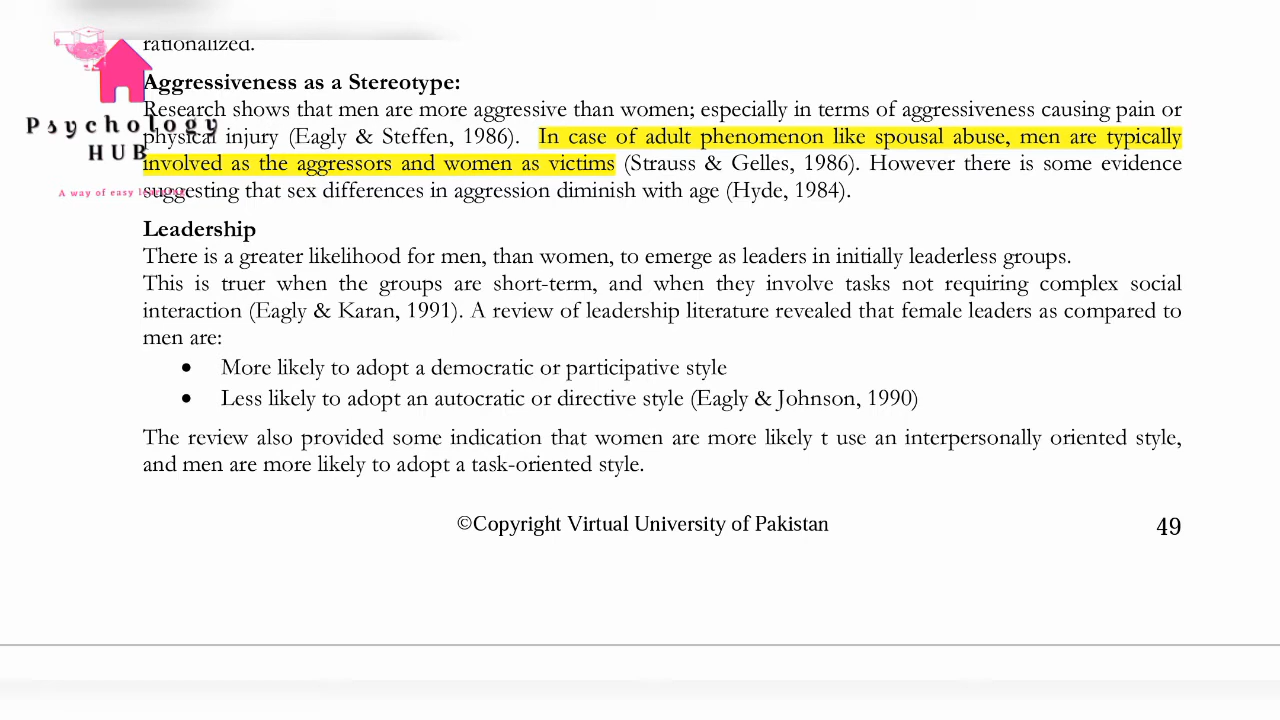 rationalized.
Aggressiveness as a Stereotype:
Research shows that men are more aggressive than women; especially in terms of aggressiveness causing pain or
physical injury (Eagly & Steffen, 1986). In case of adult phenomenon like spousal abuse, men are typically
involved as the aggressors and women as victims (Strauss & Gelles, 1986). However there is some evidence
suggesting that sex differences in aggression diminish with age (Hyde, 1984).
Psychology
HUB
A way of easy learning
Leadership
There is a greater likelihood for men, than women, to emerge as leaders in initially leaderless groups.
This is truer when the groups are short-term, and when they involve tasks not requiring complex social
interaction (Eagly & Karan, 1991). A review of leadership literature revealed that female leaders as compared to
men are:
• More likely to adopt a democratic or participative style
• Less likely to adopt an autocratic or directive style (Eagly & Johnson, 1990)
The review also provided some indication that women are more likely t use an interpersonally oriented style,
and men are more likely to adopt a task-oriented style.
©Copyright Virtual University of Pakistan
49